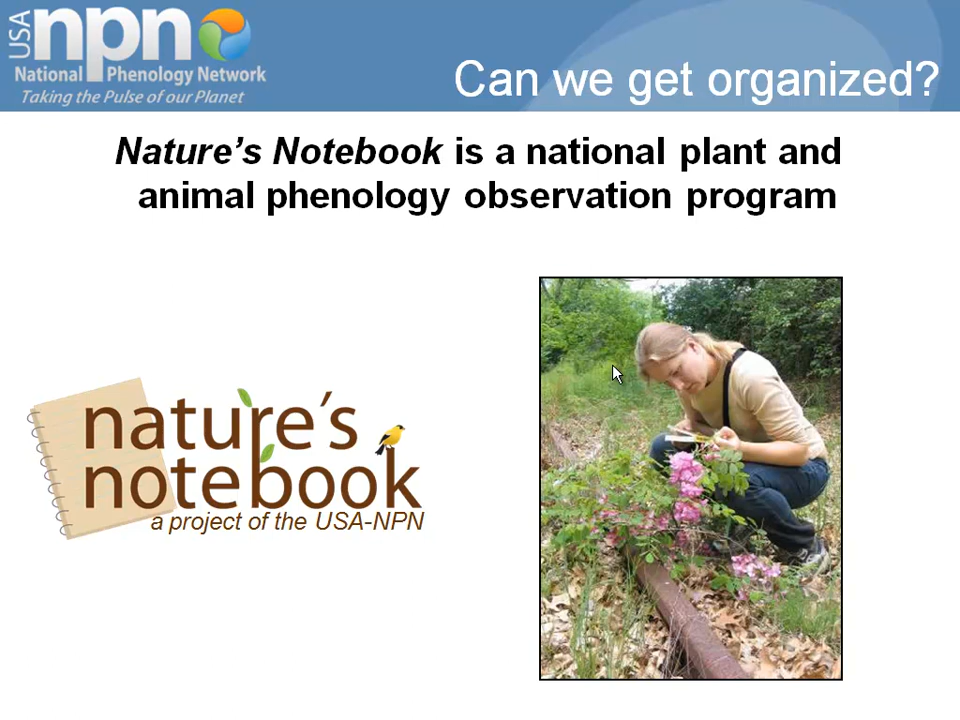 USA npn
National Phenology Network
Taking the Pulse of our Planet
Can we get organized?
Nature's Notebook is a national plant and
animal phenology observation program
nature's
notebook
a project of the USA-NPN